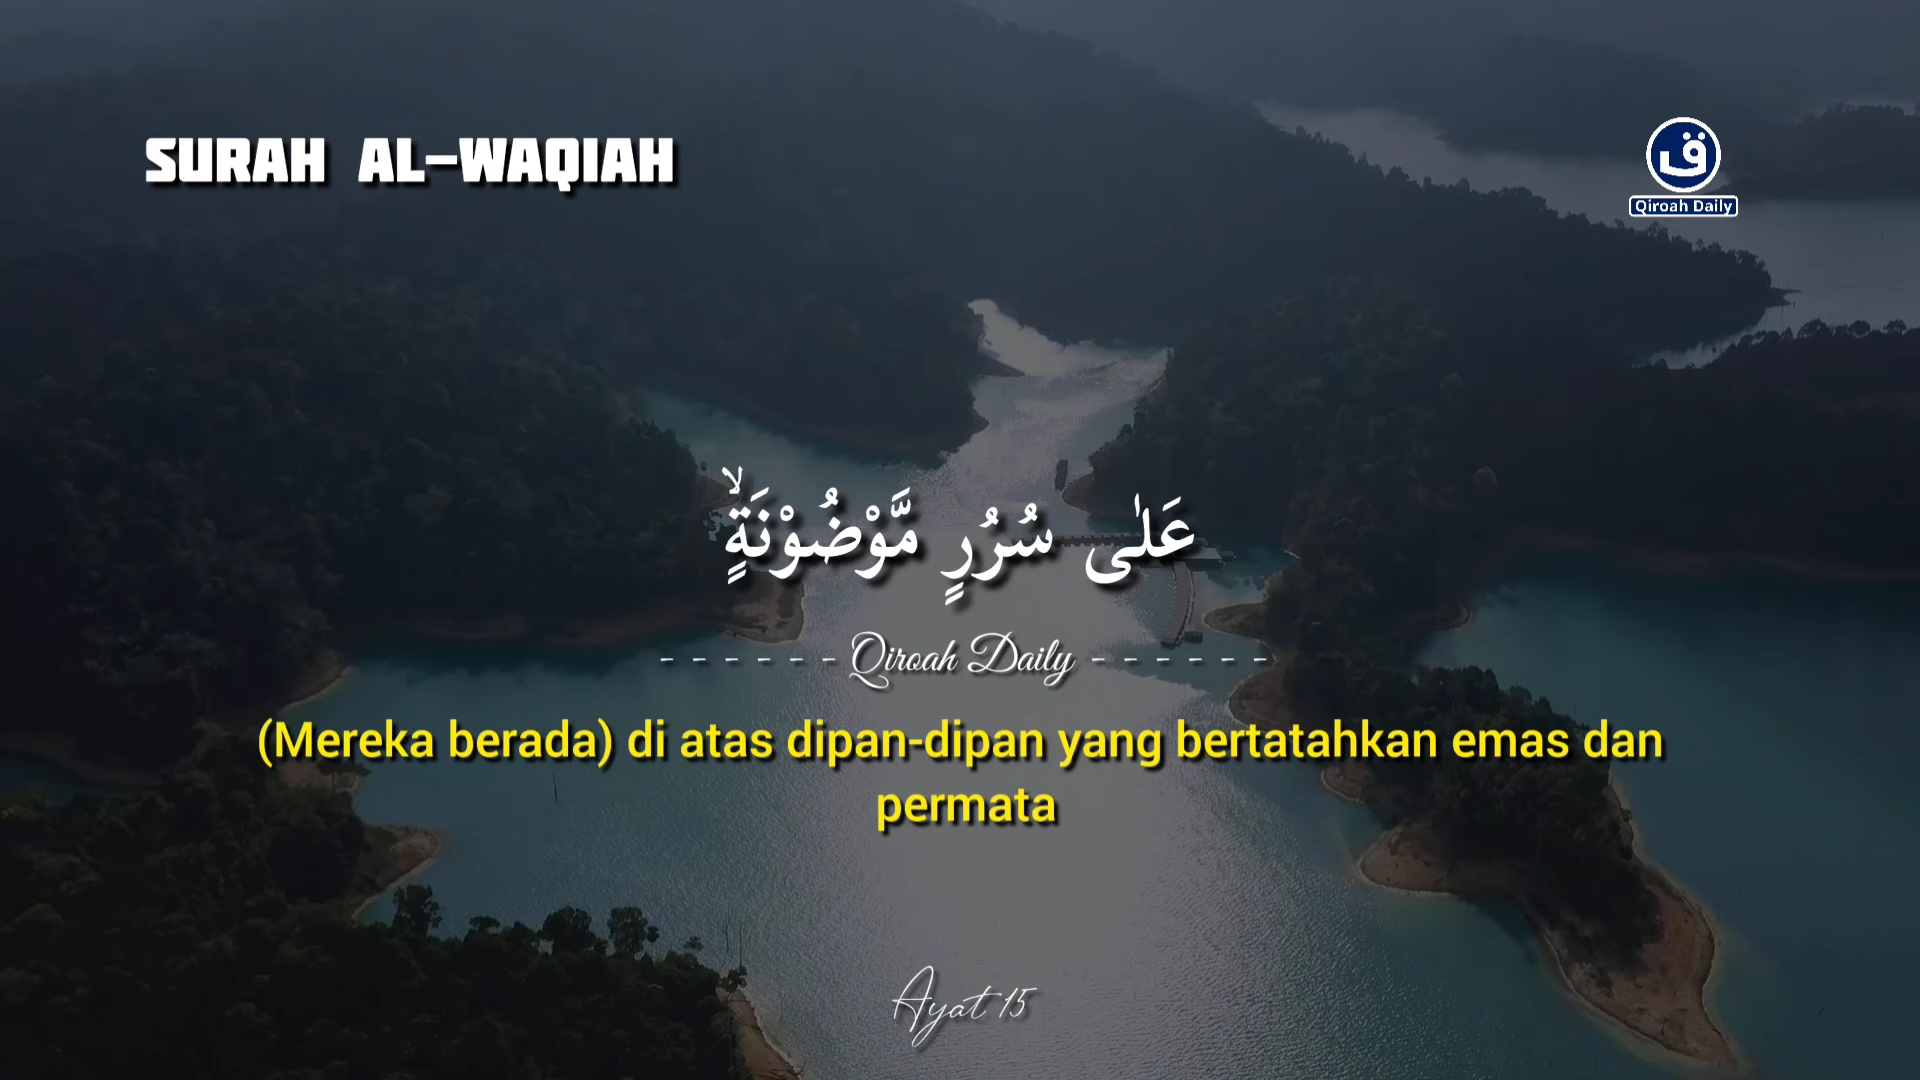 SURAH AL-WAQIAH
ق
Qiroah Daily
عَلٰى سُرُرٍ مَّوْضُوْنَةٍۙ
------ Qiroah Daily ------
(Mereka berada) di atas dipan-dipan yang bertatahkan emas dan
permata
Ayat 15